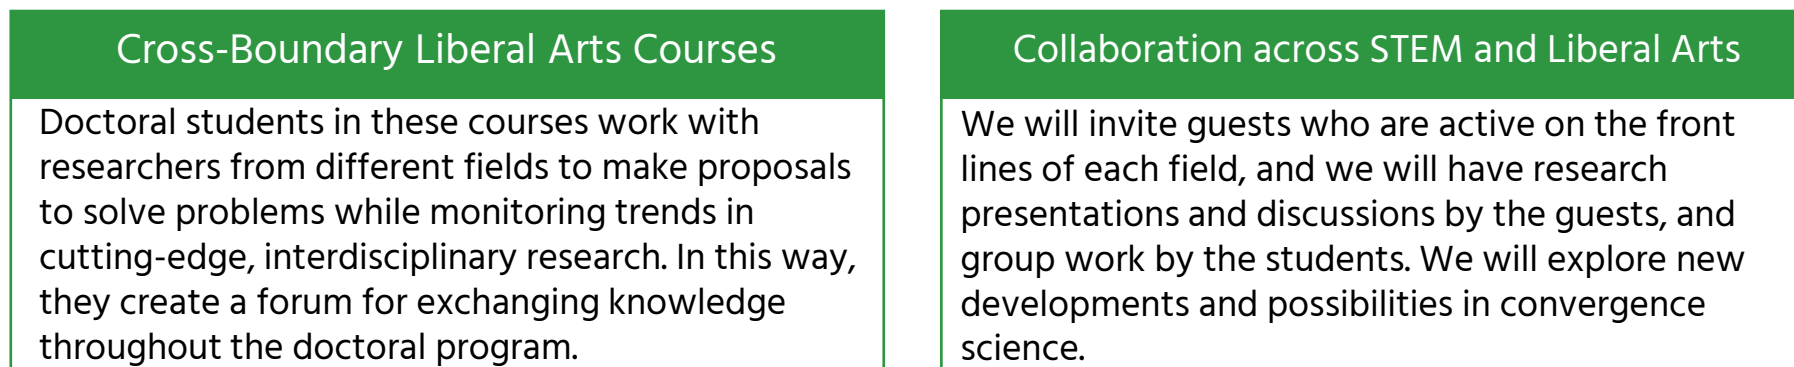 Cross-Boundary Liberal Arts Courses
Doctoral students in these courses work with
researchers from different fields to make proposals
to solve problems while monitoring trends in
cutting-edge, interdisciplinary research. In this way,
they create a forum for exchanging knowledge
throughout the doctoral program.
Collaboration across STEM and Liberal Arts
We will invite guests who are active on the front
lines of each field, and we will have research
presentations and discussions by the guests, and
group work by the students. We will explore new
developments and possibilities in convergence
science.